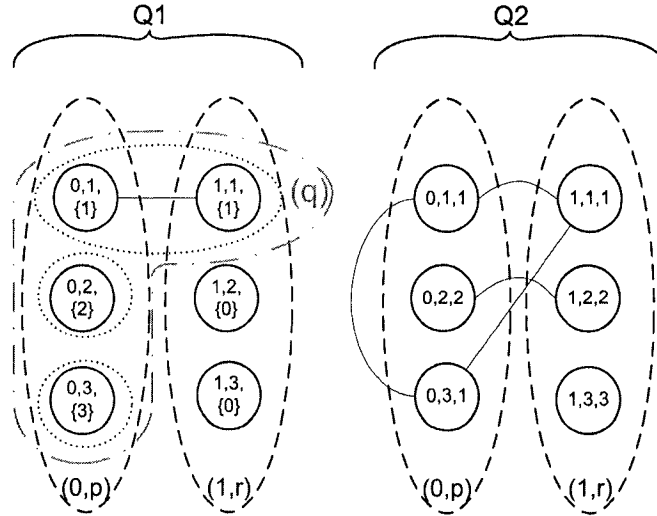 Q1
Q2
0,1,
{1}
1,1,
{1}
(q)
0,1,1
1,1,1
0,2,
{2}
1,2,
{0}
0,2,2
1,2,2
0,3,
{3}
1,3,
{0}
0,3,1
1,3,3
(0,p)
(1,r)
(0,p)
(1,r)